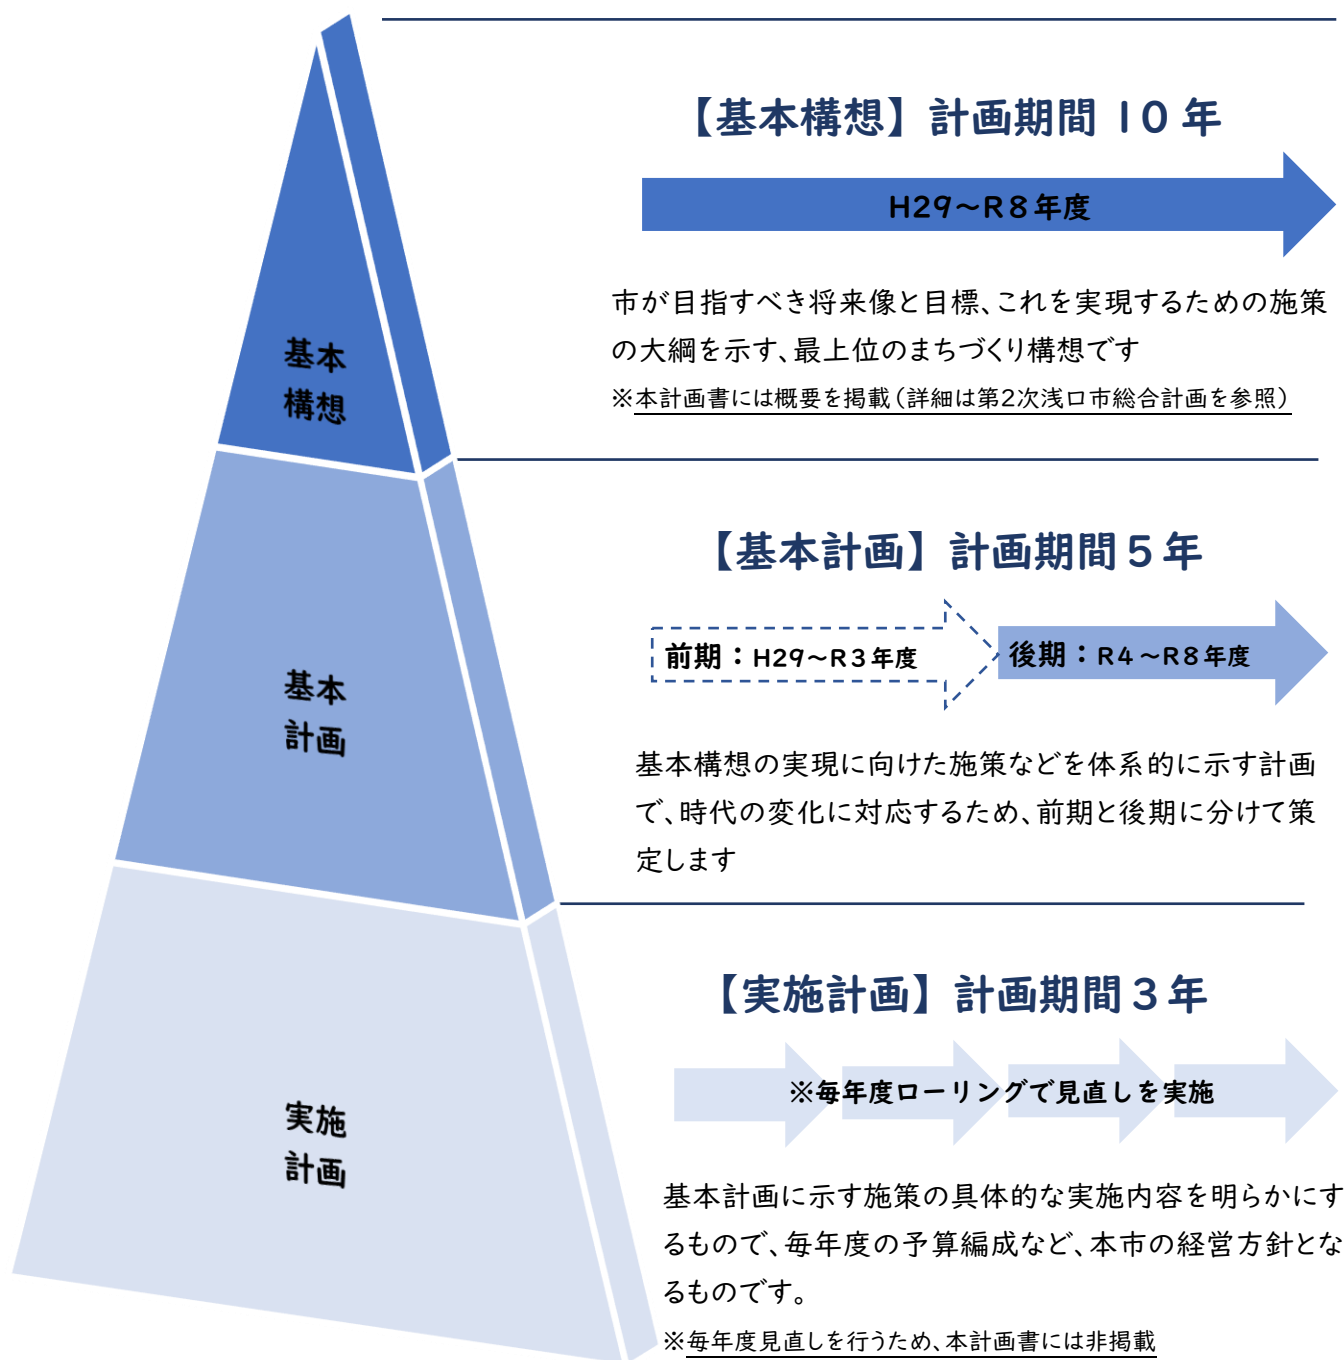 【基本構想】計画期間10年
H29～R8年度
市が目指すべき将来像と目標、これを実現するための施策
の大綱を示す、最上位のまちづくり構想です
※本計画書には概要を掲載（詳細は第2次浅口市総合計画を参照）
基本
構想
【基本計画】計画期間5年
前期：H29～R3年度
後期：R4～R8年度
基本構想の実現に向けた施策などを体系的に示す計画
で、時代の変化に対応するため、前期と後期に分けて策
定します
基本
計画
【実施計画】計画期間3年
※毎年度ローリングで見直しを実施
基本計画に示す施策の具体的な実施内容を明らかにす
るもので、毎年度の予算編成など、本市の経営方針とな
るものです。
※毎年度見直しを行うため、本計画書には非掲載
実施
計画